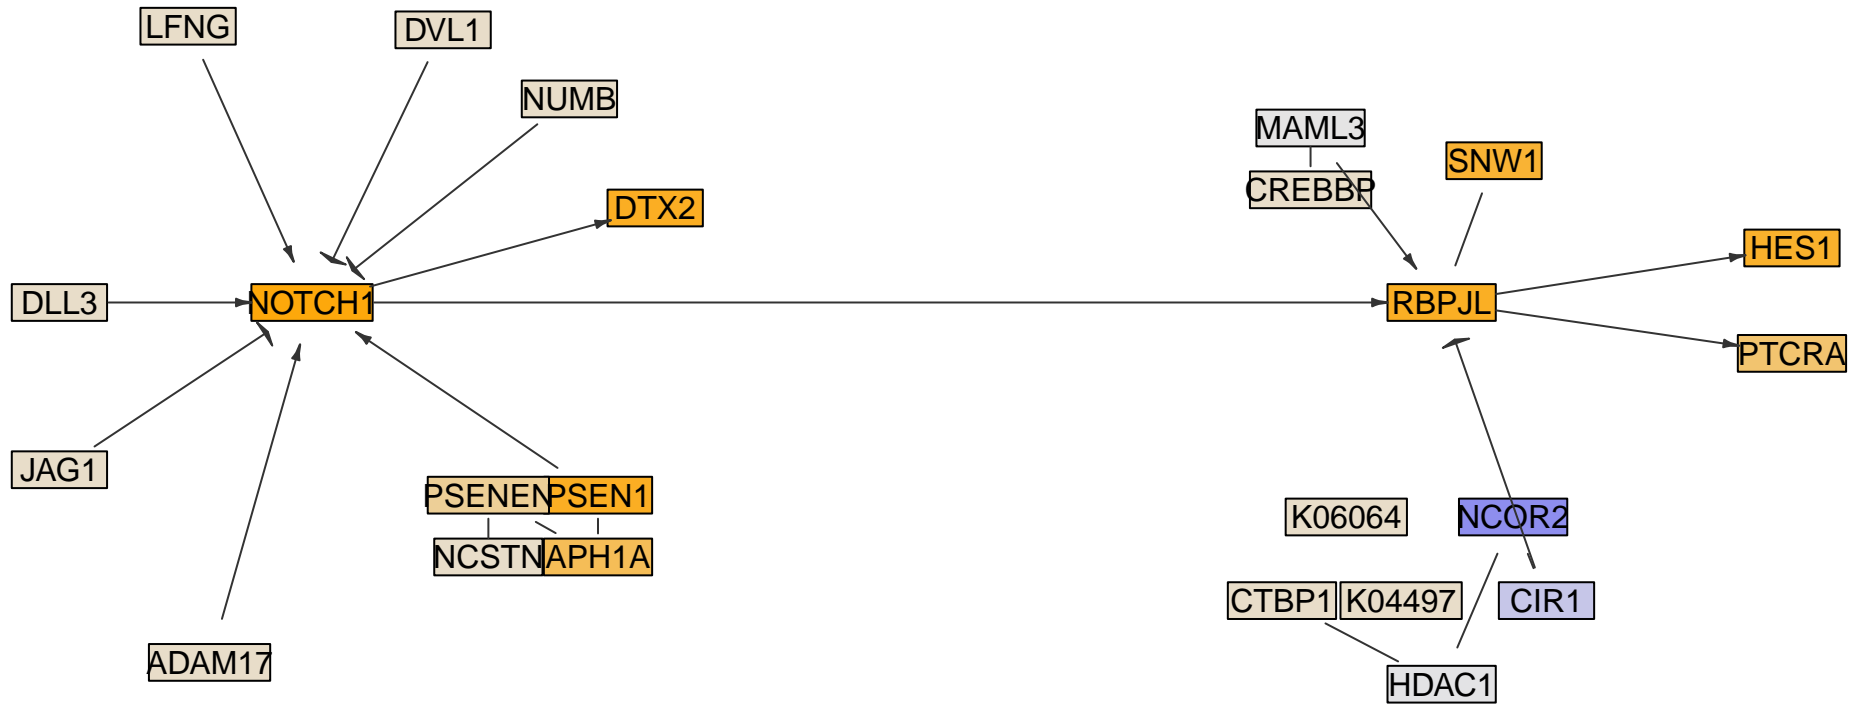 LFNG
DVL1
NUMB
MAML3
SNW1
CREBBP
DTX2
HES1
DLL3
NOTCH1
RBPJL
PTCRA
JAG1
PSENEN
PSEN1
K06064
NCOR2
NCSTN
APH1A
CTBP1
K04497
CIR1
ADAM17
HDAC1